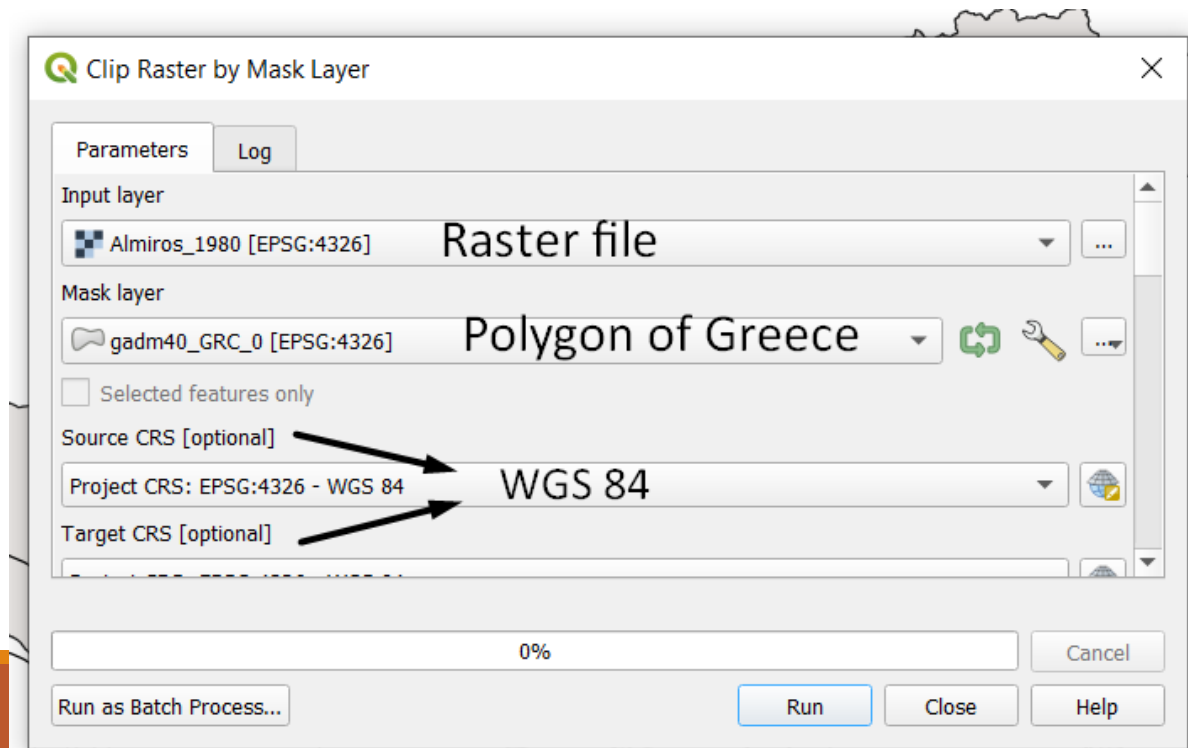 Clip Raster by Mask Layer
Parameters Log
Input layer
Almiros_1980 [EPSG:4326] Raster file ...
Mask layer
gadm40_GRC_0 [EPSG:4326] Polygon of Greece ...
Selected features only
Source CRS [optional]
Project CRS: EPSG:4326 - WGS 84 WGS 84
Target CRS [optional]
0% Cancel
Run as Batch Process... Run Close Help